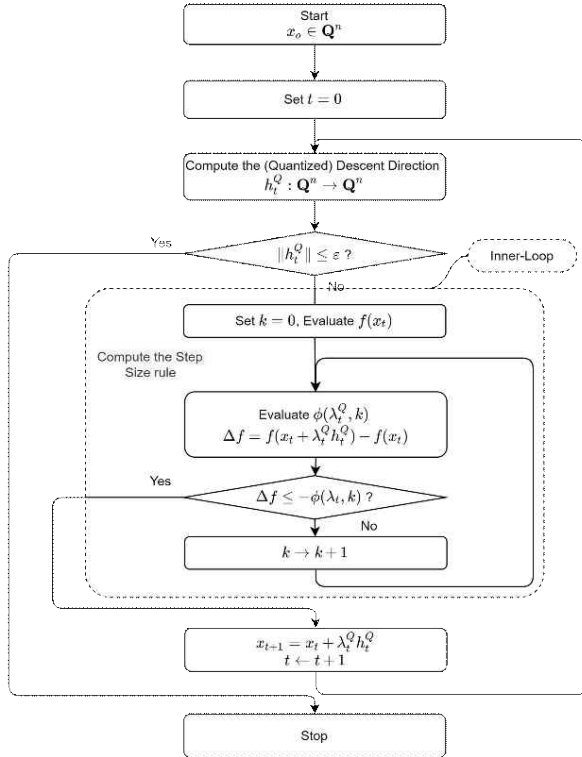 Start
x_o ∈ Q^n
Set t = 0
Compute the (Quantized) Descent Direction
h_t^Q : Q^n → Q^n
Yes
‖h_t^Q‖ ≤ ε ?
Inner-Loop
No
Set k = 0, Evaluate f(x_t)
Compute the Step
Size rule
Evaluate ϕ(λ_t^Q, k)
Δf = f(x_t + λ_t^Q h_t^Q) − f(x_t)
Yes
Δf ≤ −ϕ(λ_t, k) ?
No
k → k + 1
x_{t+1} = x_t + λ_t^Q h_t^Q
t ← t + 1
Stop